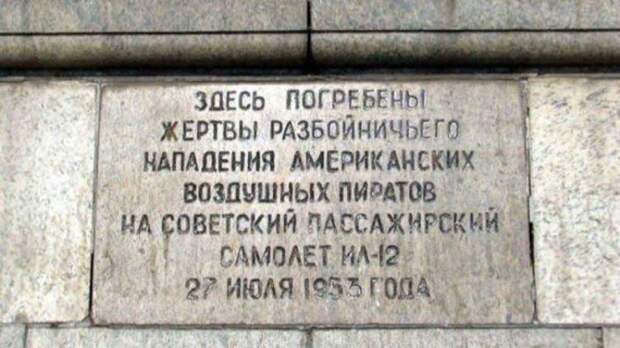 ЗДЕСЬ ПОГРЕБЕНЫ
ЖЕРТВЫ РАЗБОЙНИЧЬЕГО
НАПАДЕНИЯ АМЕРИКАНСКИХ
ВОЗДУШНЫХ ПИРАТОВ
НА СОВЕТСКИЙ ПАССАЖИРСКИЙ
САМОЛЕТ ИЛ-12
27 ИЮЛЯ 1953 ГОДА